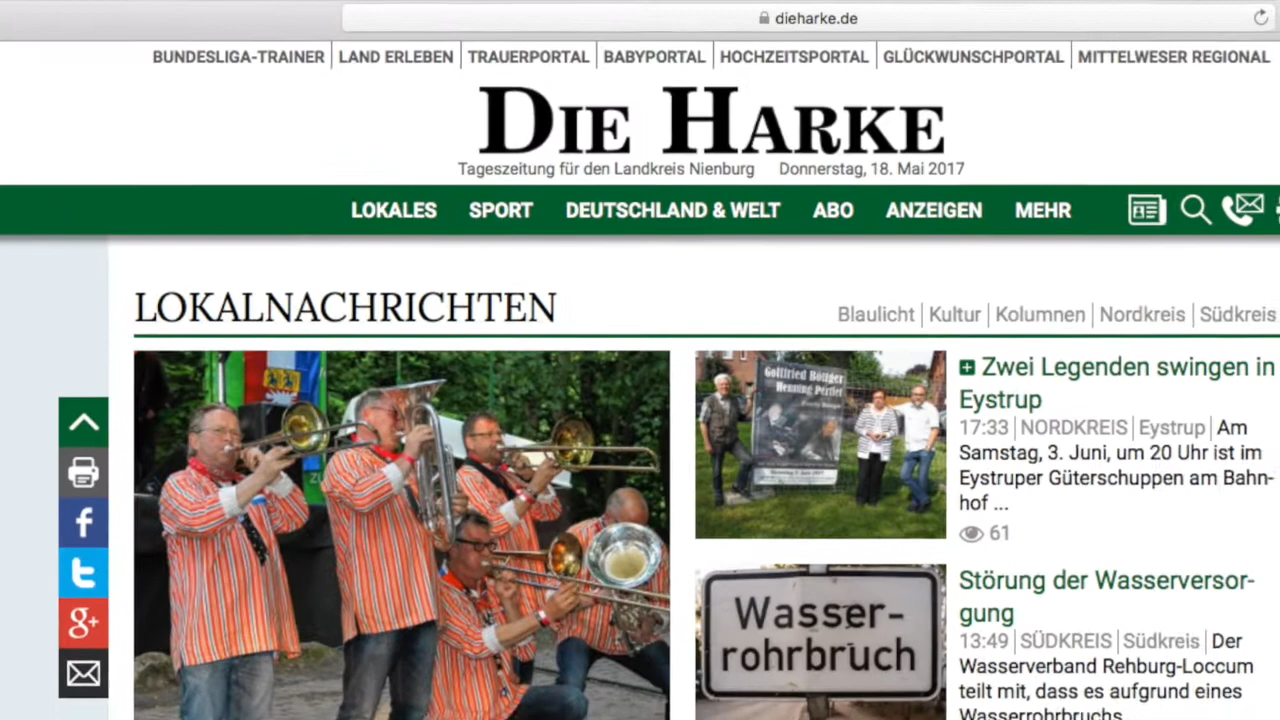 dieharke.de
BUNDESLIGA-TRAINER LAND ERLEBEN TRAUERPORTAL BABYPORTAL HOCHZEITSPORTAL GLÜCKWUNSCHPORTAL MITTELWESER REGIONAL
DIE HARKE
Tageszeitung für den Landkreis Nienburg Donnerstag, 18. Mai 2017
LOKALES SPORT DEUTSCHLAND & WELT ABO ANZEIGEN MEHR
LOKALNACHRICHTEN
Blaulicht Kultur Kolumnen Nordkreis Südkreis
Gottfried Böttger
Henning Pertiet
Zwei Legenden swingen in
Eystrup
17:33 NORDKREIS Eystrup Am
Samstag, 3. Juni, um 20 Uhr ist im
Eystruper Güterschuppen am Bahn-
hof ...
61
Wasser-
rohrbruch
Störung der Wasserversor-
gung
13:49 SÜDKREIS Südkreis Der
Wasserverband Rehburg-Loccum
teilt mit, dass es aufgrund eines
Wasserrohrbruchs